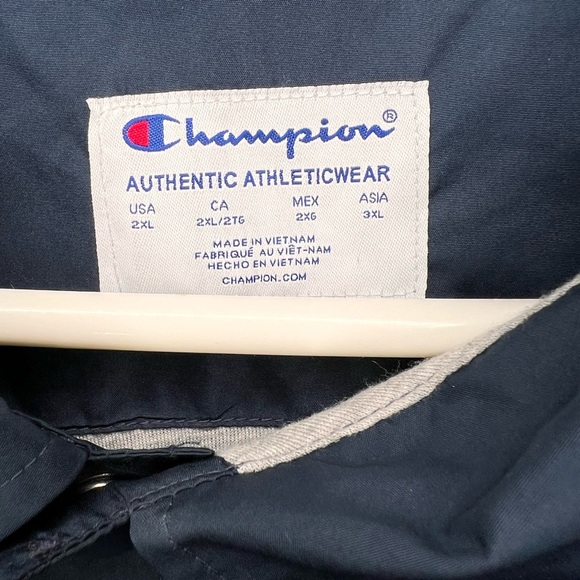 Champion®
AUTHENTIC ATHLETICWEAR
USA CA MEX ASIA
2XL 2XL/2TG 2XG 3XL
MADE IN VIETNAM
FABRIQUÉ AU VIÊT-NAM
HECHO EN VIETNAM
CHAMPION.COM